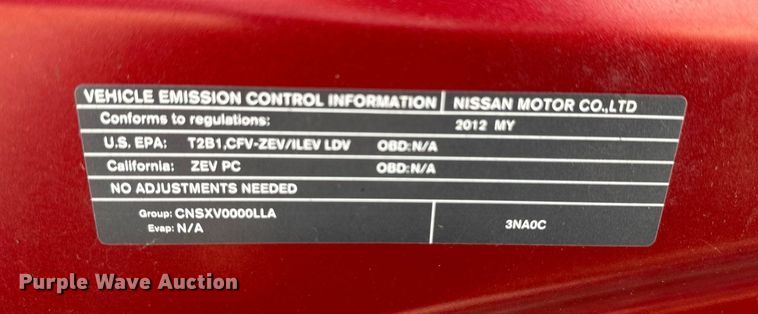 VEHICLE EMISSION CONTROL INFORMATION NISSAN MOTOR CO.,LTD
Conforms to regulations: 2012 MY
U.S. EPA: T2B1,CFV-ZEV/ILEV LDV OBD:N/A
California: ZEV PC OBD:N/A
NO ADJUSTMENTS NEEDED
Group: CNSXV0000LLA
Evap: N/A
3NA0C
Purple Wave Auction